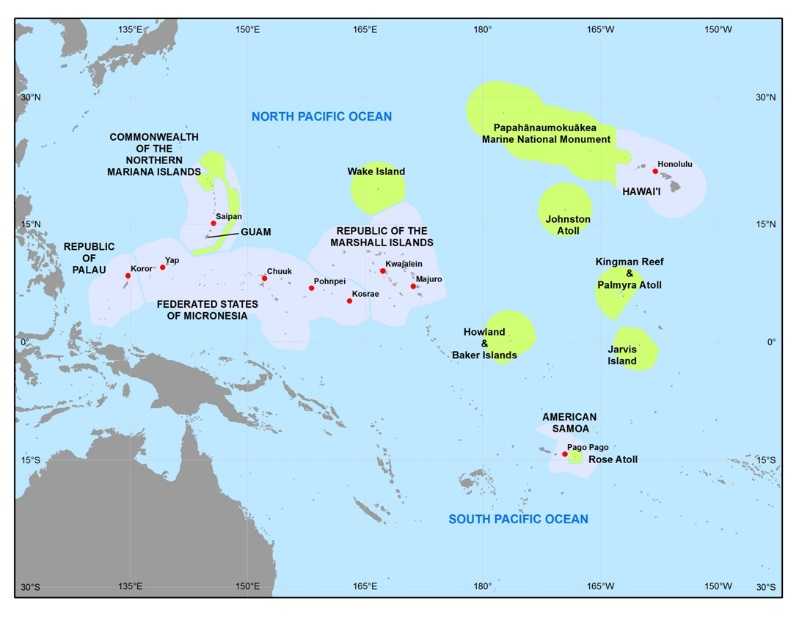 135°E 150°E 165°E 180° 165°W 150°W
30°N 30°N
NORTH PACIFIC OCEAN
Papahānaumokuākea
Marine National Monument
COMMONWEALTH
OF THE
NORTHERN
MARIANA ISLANDS
Wake Island
Honolulu
HAWAI'I
Saipan
GUAM
15°N 15°N
Johnston
Atoll
REPUBLIC OF THE
MARSHALL ISLANDS
REPUBLIC
OF
PALAU
Koror
Yap
Chuuk
Pohnpei
Kosrae
Kwajalein
Majuro
Kingman Reef
&
Palmyra Atoll
FEDERATED STATES
OF MICRONESIA
Howland
&
Baker Islands
0° 0°
Jarvis
Island
AMERICAN
SAMOA
Pago Pago
Rose Atoll
15°S 15°S
SOUTH PACIFIC OCEAN
30°S 135°E 150°E 165°E 180° 165°W 150°W 30°S